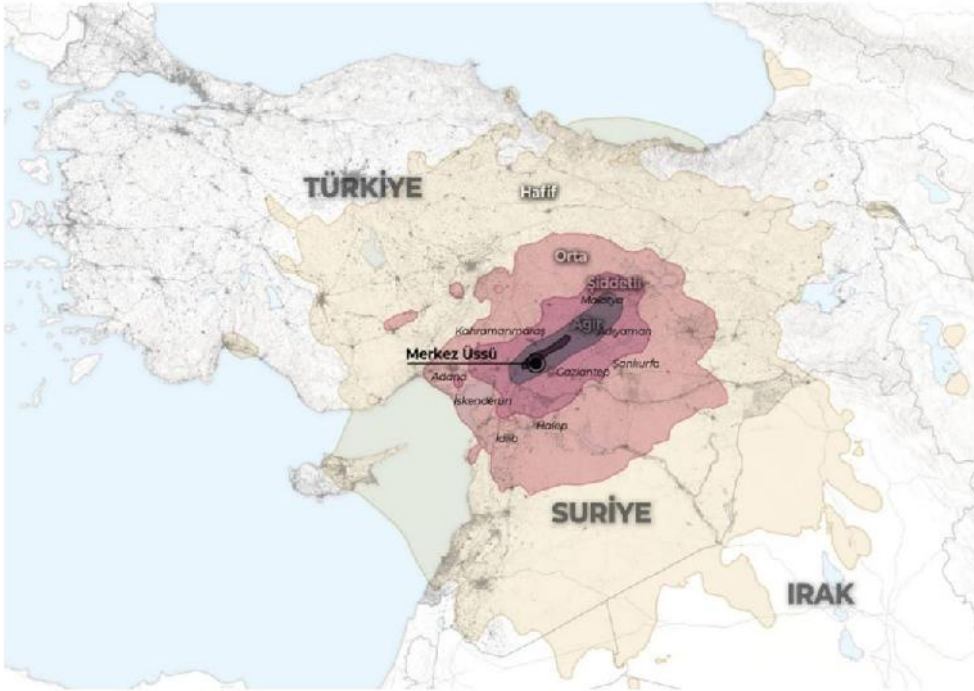 TÜRKİYE
Hafif
Orta
Şiddetli
Malatya
Ağır
Kahramanmaraş
Adıyaman
Merkez Üssü
Şanlıurfa
Gaziantep
Adana
İskenderun
Halep
İdlib
SURİYE
IRAK